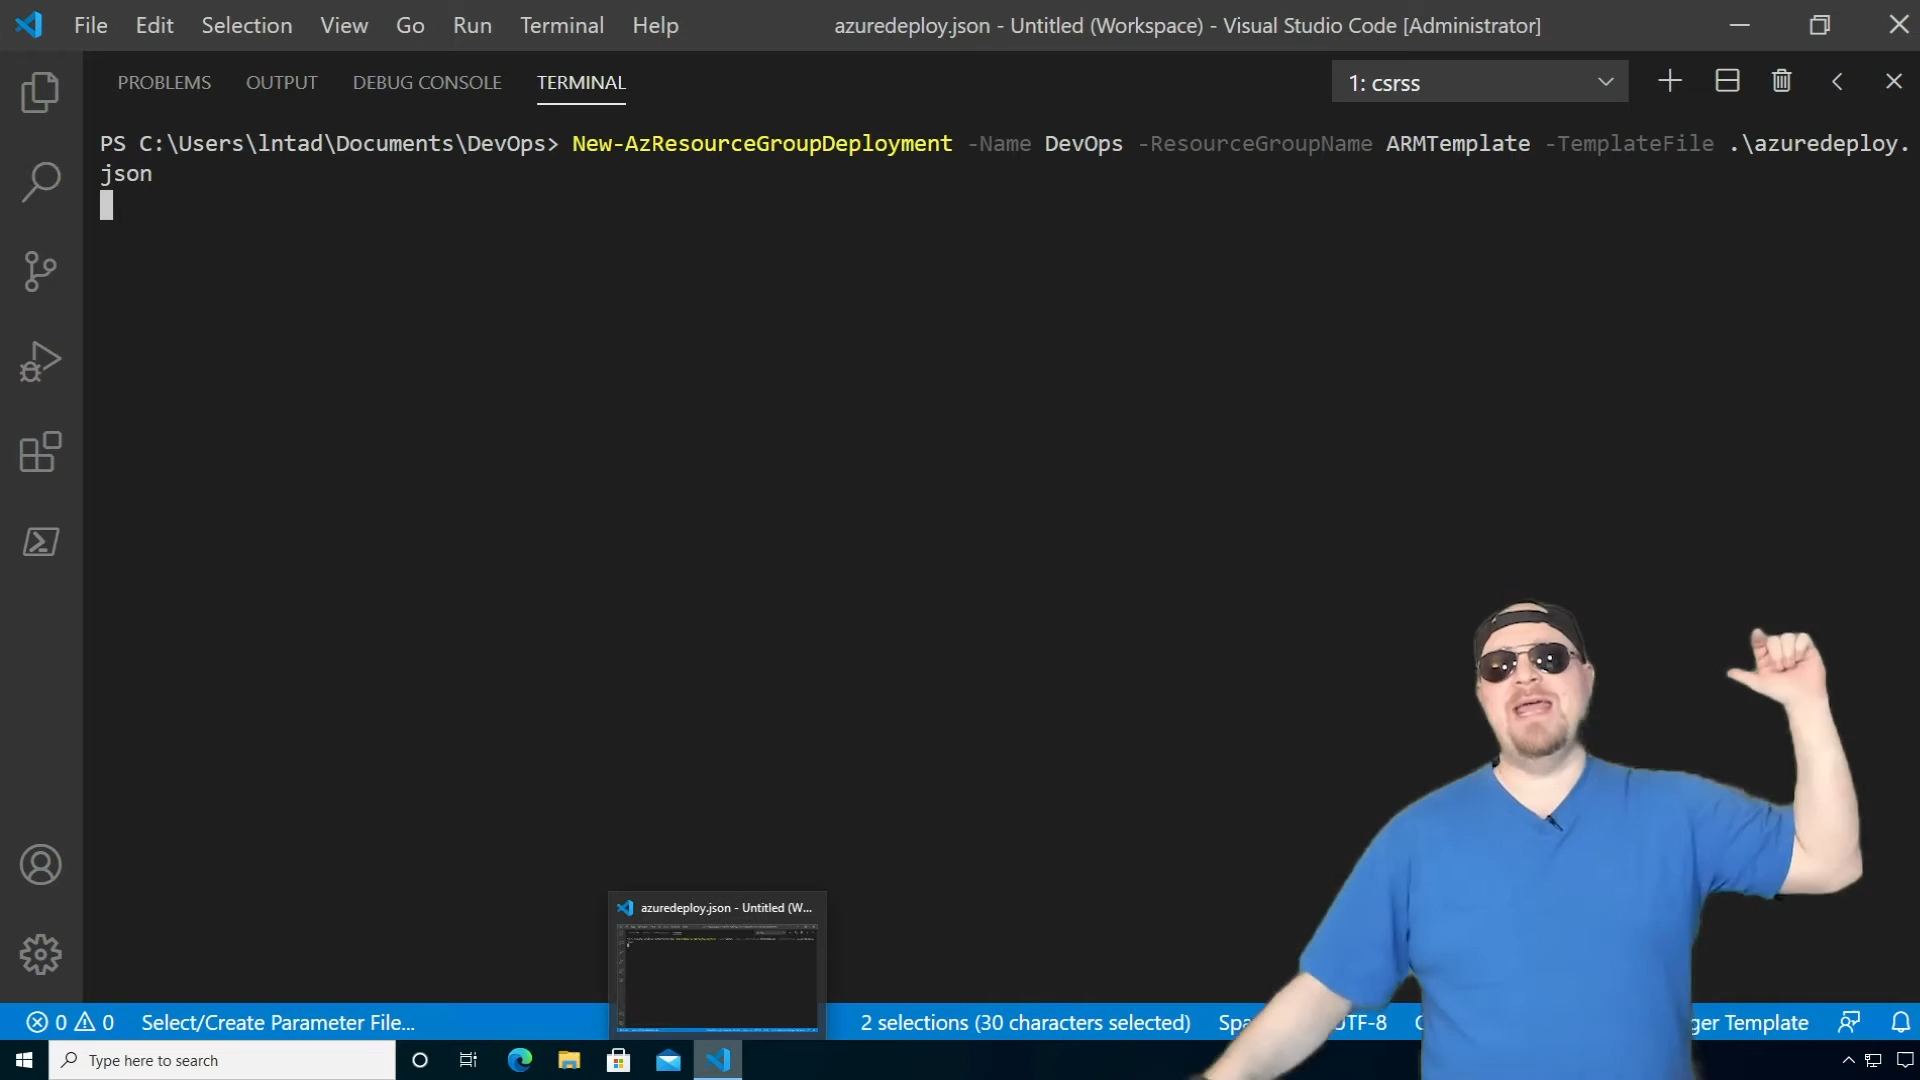 File Edit Selection View Go Run Terminal Help azuredeploy.json - Untitled (Workspace) - Visual Studio Code [Administrator]
PROBLEMS OUTPUT DEBUG CONSOLE TERMINAL 1: csrss
PS C:\Users\lntad\Documents\DevOps> New-AzResourceGroupDeployment -Name DevOps -ResourceGroupName ARMTemplate -TemplateFile .\azuredeploy.
json
azuredeploy.json - Untitled (W...
0 0 Select/Create Parameter File... 2 selections (30 characters selected) ger Template
Type here to search